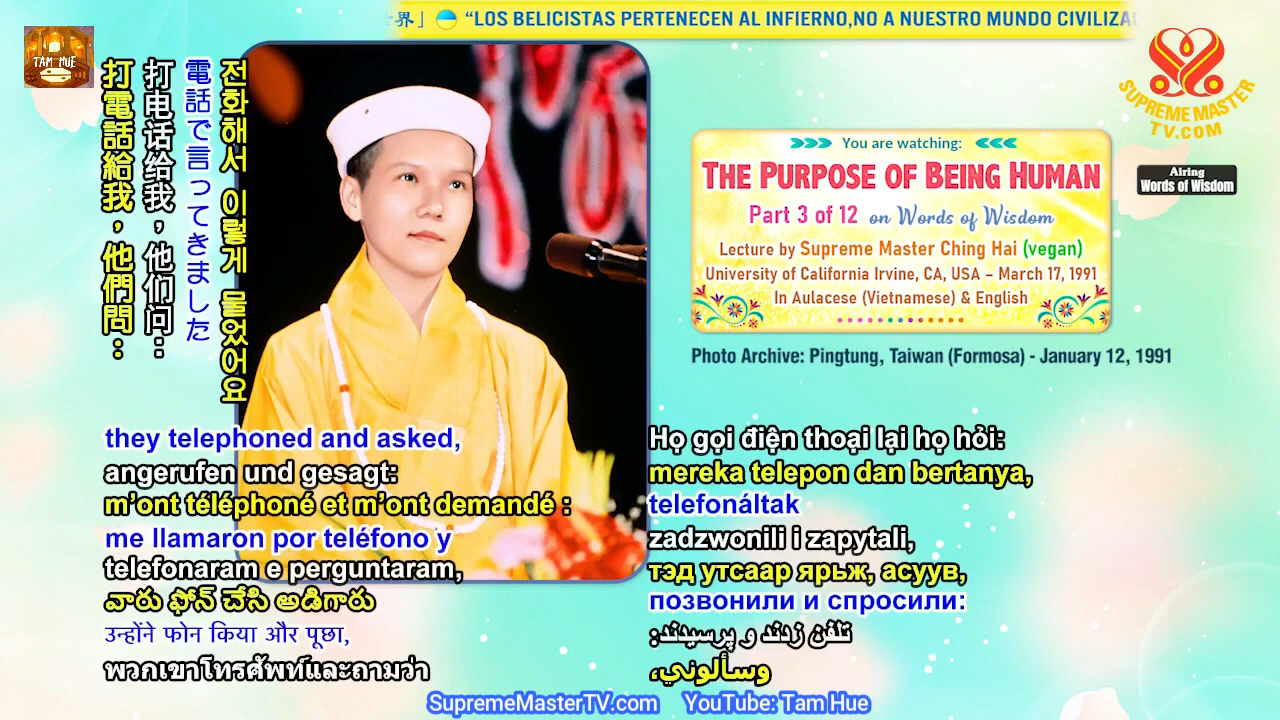 世界」 “LOS BELICISTAS PERTENECEN AL INFIERNO,NO A NUESTRO MUNDO CIVILIZA
TAM HUE
SUPREME MASTER
TV.COM
Airing
Words of Wisdom
You are watching:
THE PURPOSE OF BEING HUMAN
Part 3 of 12 on Words of Wisdom
Lecture by Supreme Master Ching Hai (vegan)
University of California Irvine, CA, USA – March 17, 1991
In Aulacese (Vietnamese) & English
Photo Archive: Pingtung, Taiwan (Formosa) - January 12, 1991
전화해서 이렇게 물었어요
電話で言ってきました
打电话给我，他们问：
打電話給我，他們問：
they telephoned and asked,
angerufen und gesagt:
m’ont téléphoné et m’ont demandé :
me llamaron por teléfono y
telefonaram e perguntaram,
వారు ఫోన్ చేసి అడిగారు
उन्होंने फोन किया और पूछा,
พวกเขาโทรศัพท์และถามว่า
Họ gọi điện thoại lại họ hỏi:
mereka telepon dan bertanya,
telefonáltak
zadzwonili i zapytali,
тэд утсаар ярьж, асуув,
позвонили и спросили:
تلفن زدند و پرسیدند:
وسألوني،
SupremeMasterTV.com YouTube: Tam Hue